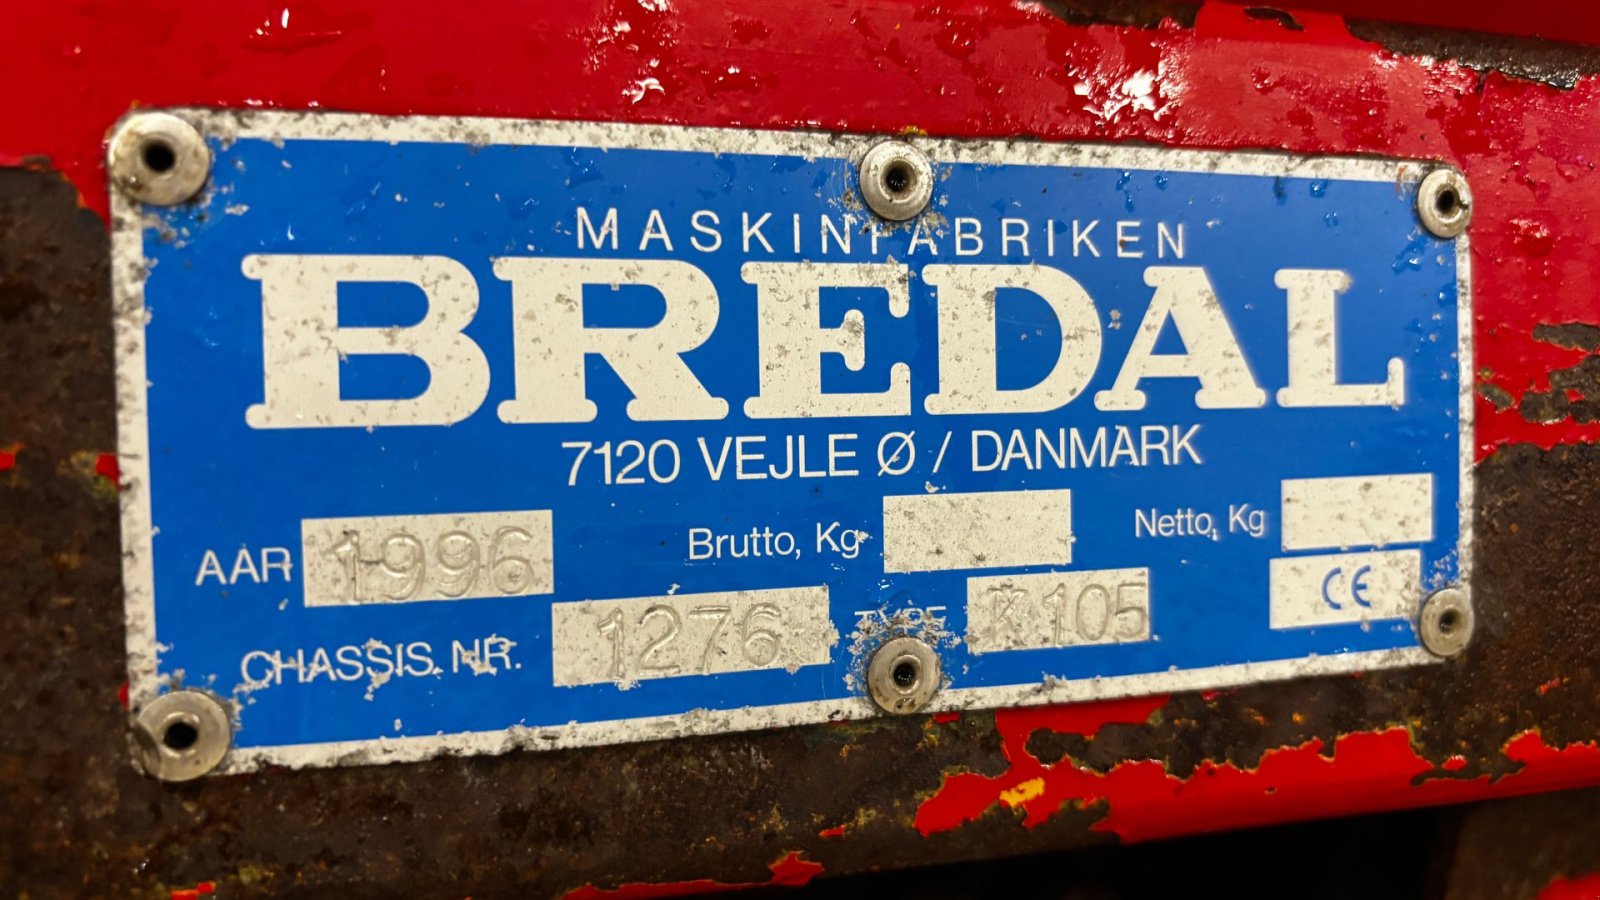 MASKINFABRIKEN
BREDAL
7120 VEJLE Ø / DANMARK
AAR 1996 Brutto, Kg Netto, Kg
CHASSIS. NR. 1276 TYPE K105 CE